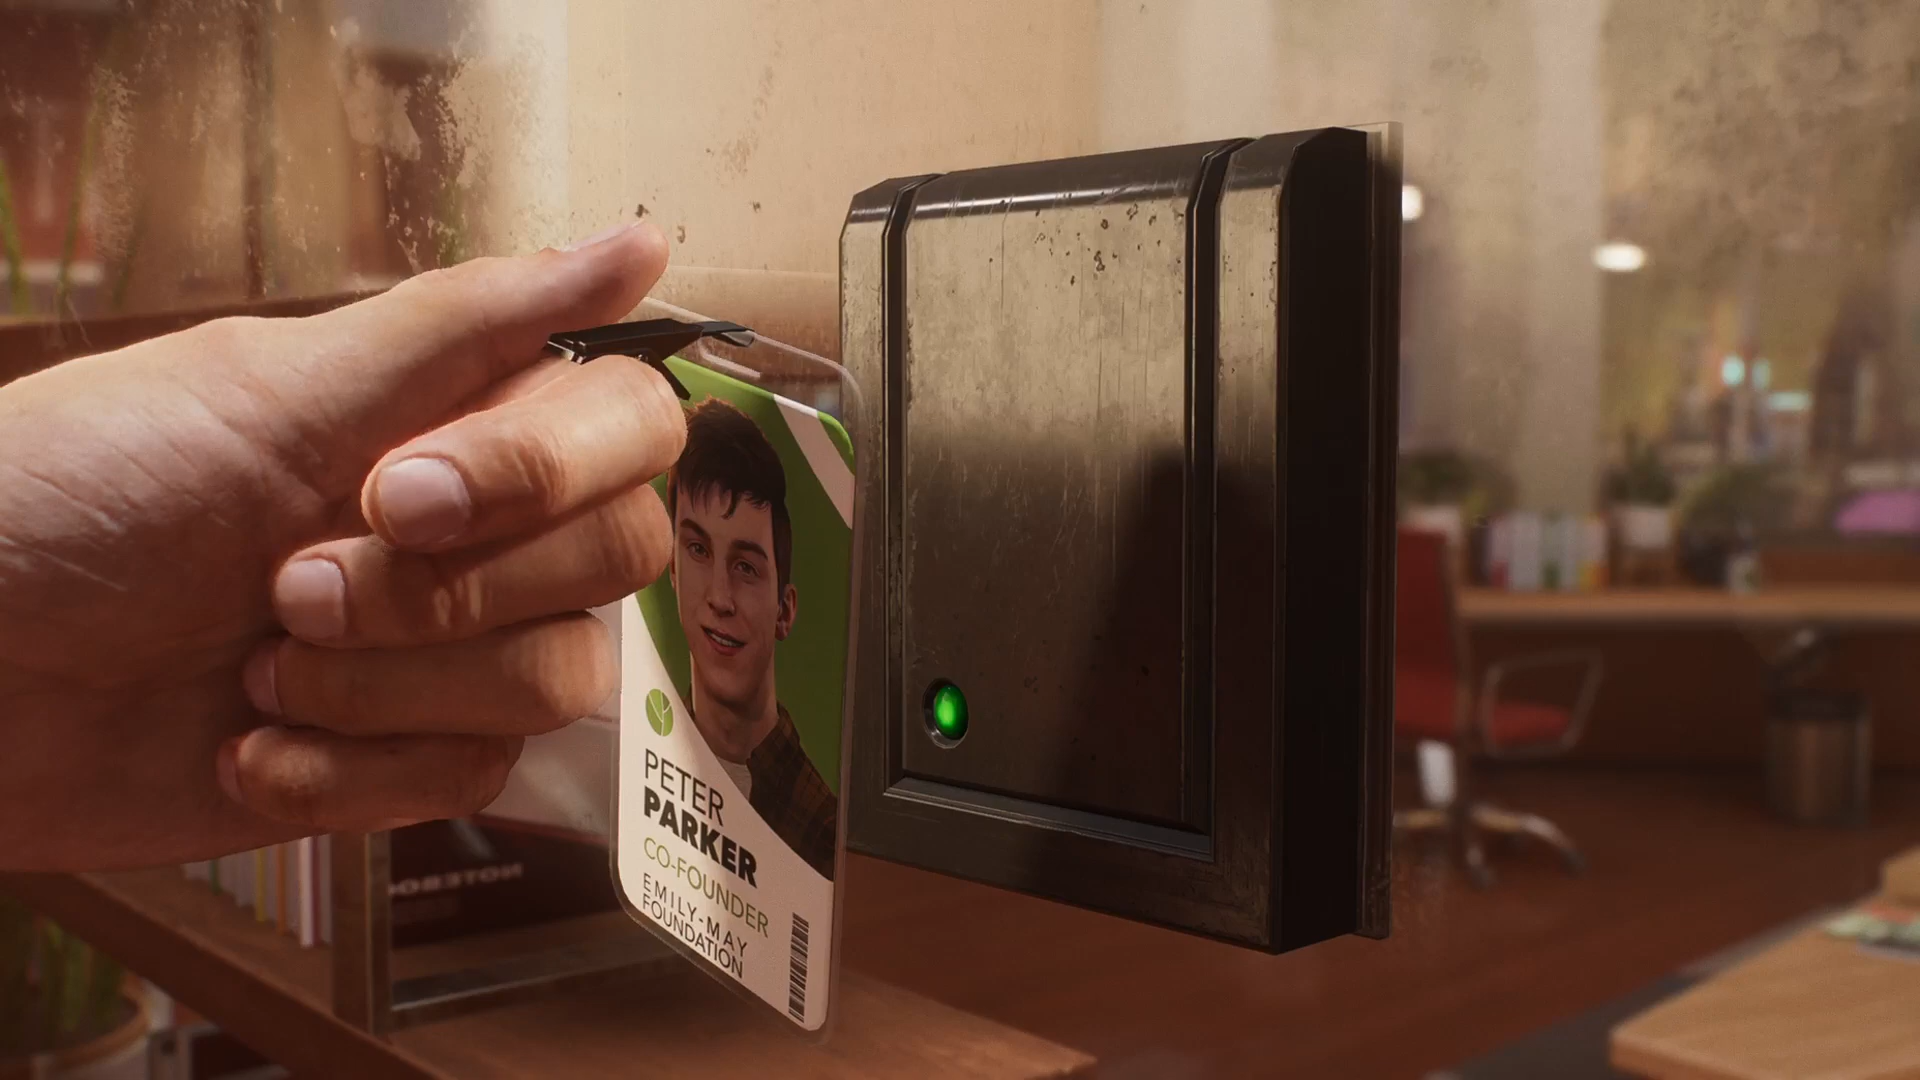 PETER
PARKER
CO-FOUNDER
EMILY-MAY
FOUNDATION